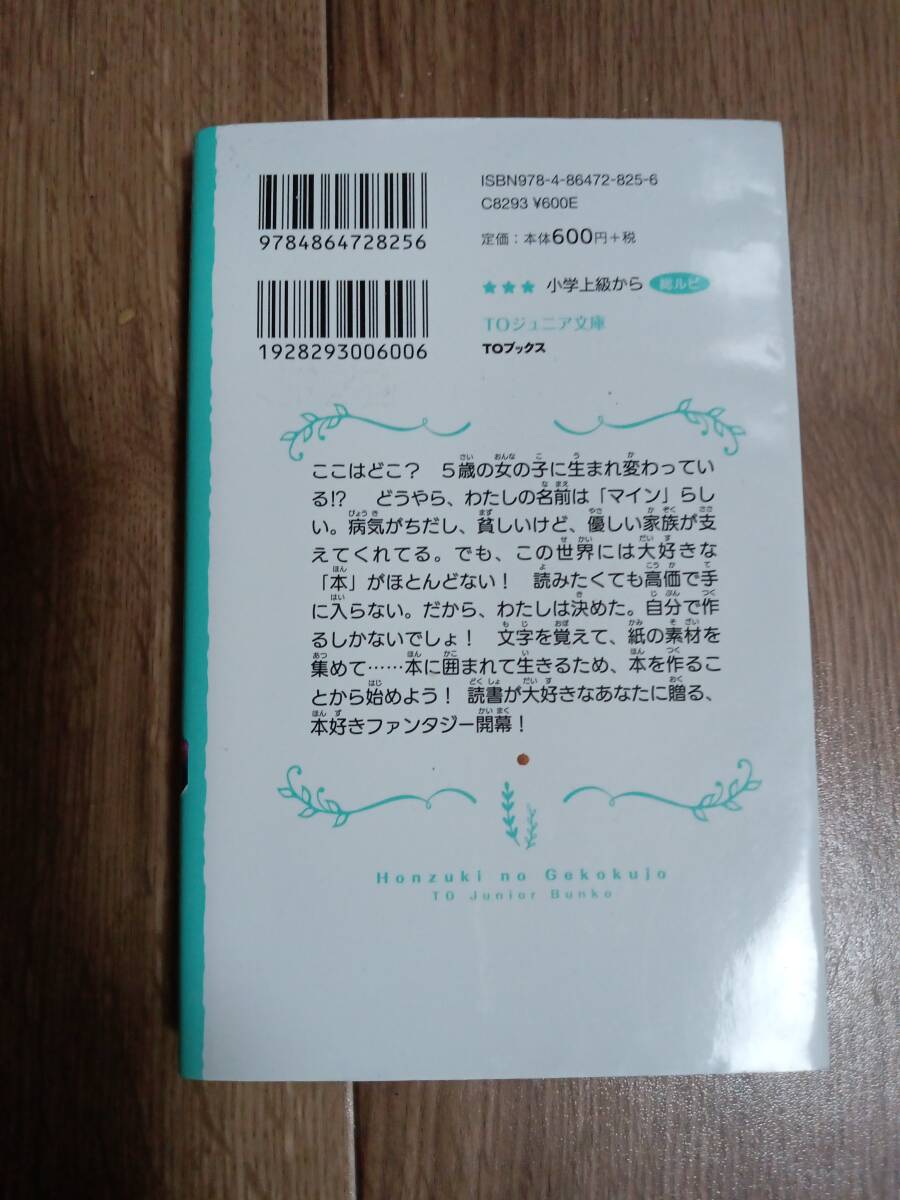 ISBN978-4-86472-825-6
C8293 ¥600E
定価：本体600円+税
9784864728256
★★★ 小学上級から 総ルビ
TOジュニア文庫
TOブックス
1928293006006
ここはどこ？　5歳の女の子に生まれ変わってい
る!?　どうやら、わたしの名前は「マイン」らし
い。病気がちだし、貧しいけど、優しい家族が支
えてくれてる。でも、この世界には大好きな
「本」がほとんどない！　読みたくても高価で手
に入らない。だから、わたしは決めた。自分で作
るしかないでしょ！　文字を覚えて、紙の素材を
集めて……本に囲まれて生きるため、本を作るこ
とから始めよう！ 読書が大好きなあなたに贈る、
本好きファンタジー開幕！
Honzuki no Gekokujo
TO Junior Bunko